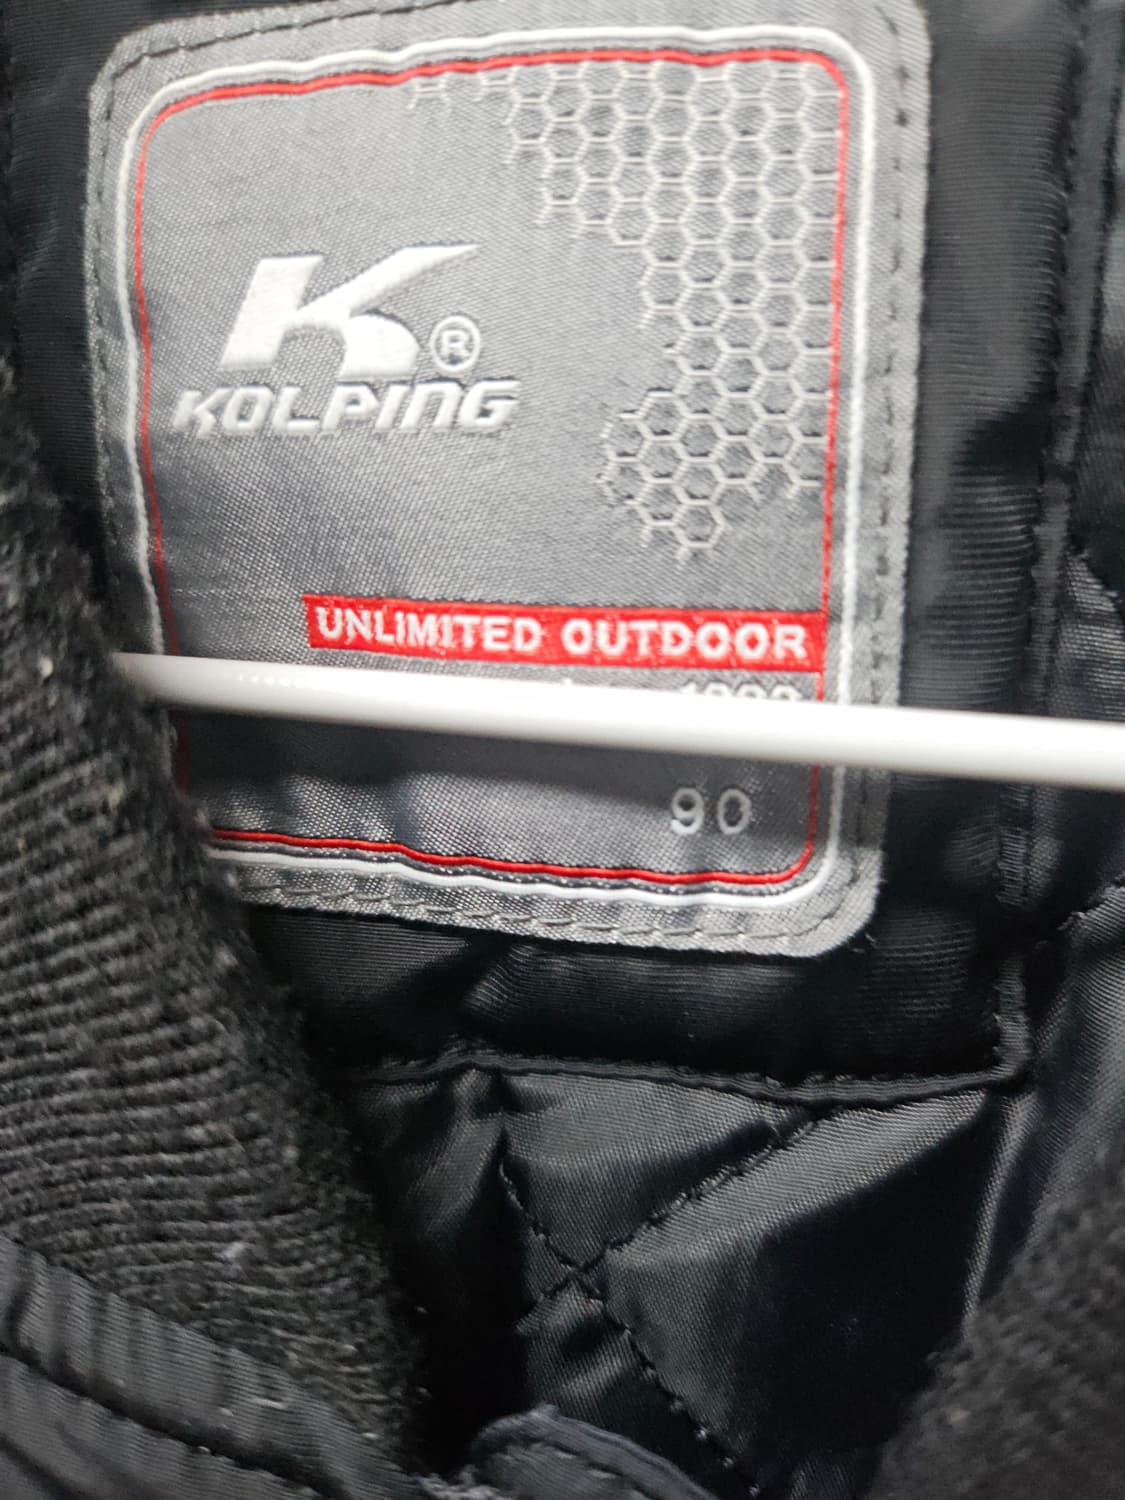 K®
KOLPING
UNLIMITED OUTDOOR
90